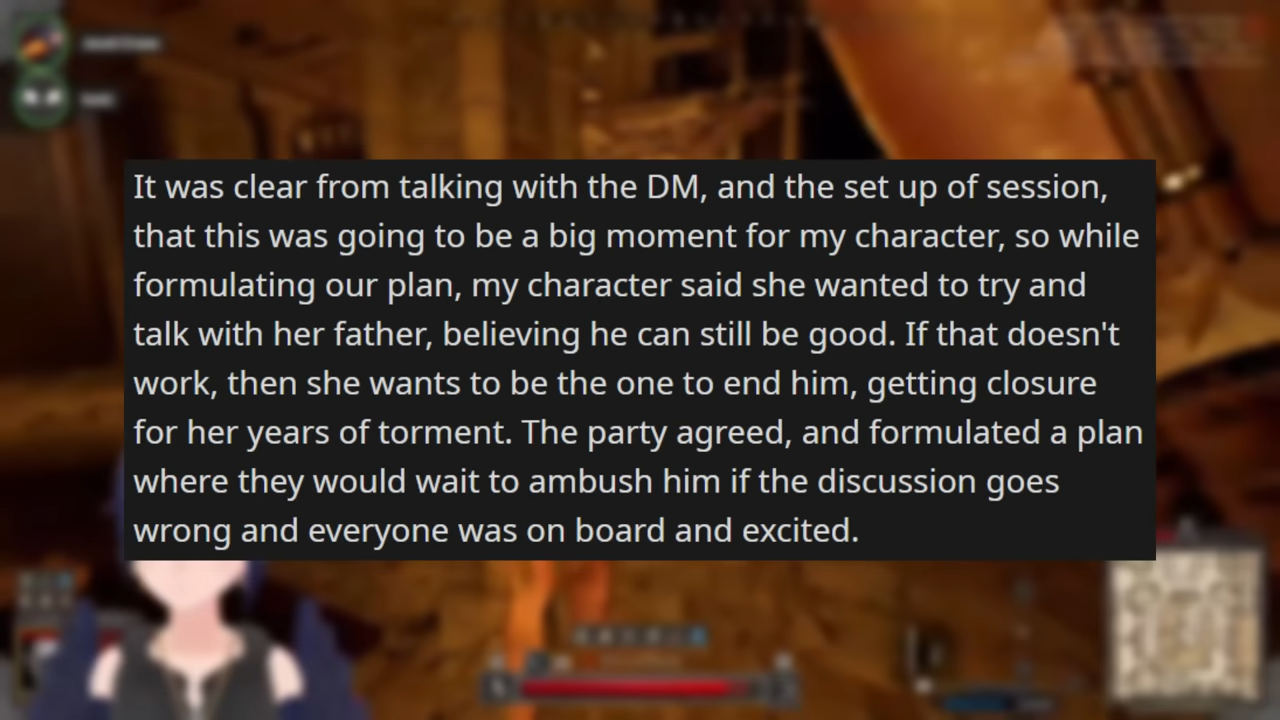 It was clear from talking with the DM, and the set up of session,
that this was going to be a big moment for my character, so while
formulating our plan, my character said she wanted to try and
talk with her father, believing he can still be good. If that doesn't
work, then she wants to be the one to end him, getting closure
for her years of torment. The party agreed, and formulated a plan
where they would wait to ambush him if the discussion goes
wrong and everyone was on board and excited.